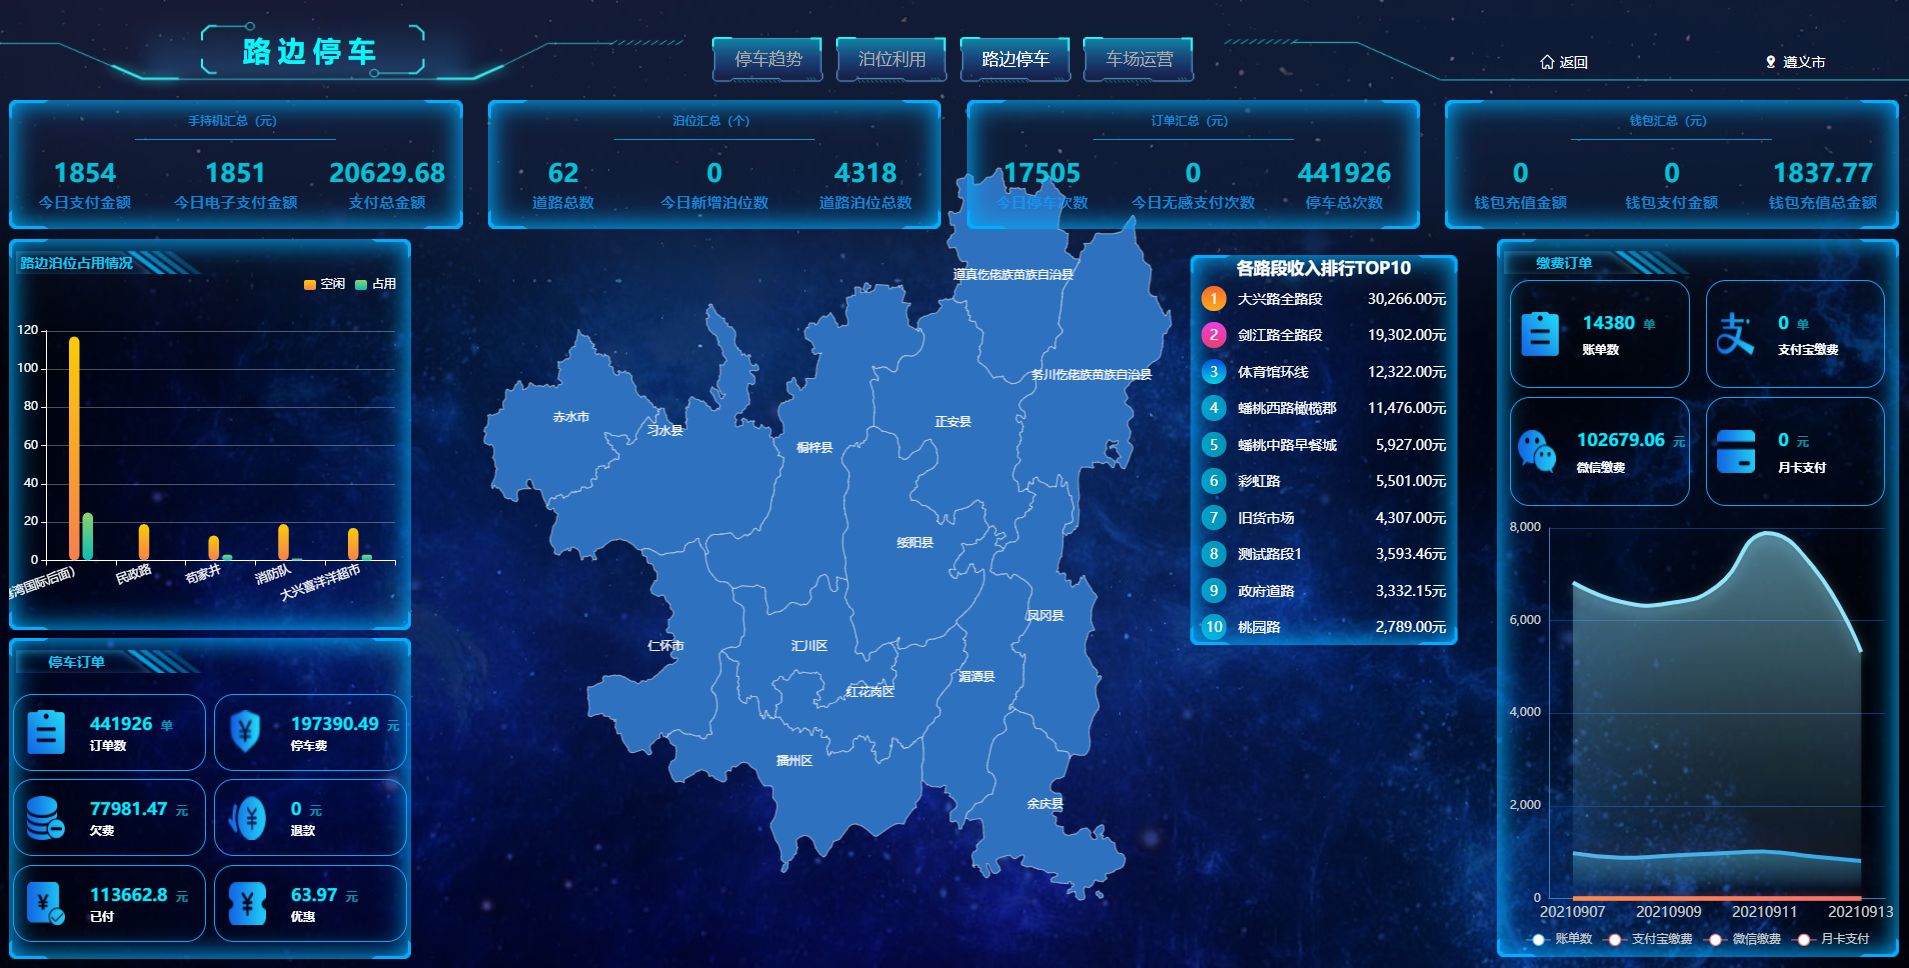 路边停车
停车趋势
泊位利用
路边停车
车场运营
返回
遵义市
手持机汇总（元）
1854
1851
20629.68
今日支付金额
今日电子支付金额
支付总金额
泊位汇总（个）
62
0
4318
道路总数
今日新增泊位数
道路泊位总数
订单汇总（元）
17505
0
441926
今日停车次数
今日无感支付次数
停车总次数
钱包汇总（元）
0
0
1837.77
钱包充值金额
钱包支付金额
钱包充值总金额
路边泊位占用情况
空闲 占用
120
100
80
60
40
20
0
湾国际后面）
民政路
苟家井
消防队
大兴喜洋洋超市
停车订单
441926 单
订单数
197390.49 元
停车费
77981.47 元
欠费
0 元
退款
113662.8 元
已付
63.97 元
优惠
道真仡佬族苗族自治县
务川仡佬族苗族自治县
赤水市
习水县
正安县
桐梓县
绥阳县
凤冈县
仁怀市
汇川区
湄潭县
红花岗区
播州区
余庆县
各路段收入排行TOP10
1 大兴路全路段 30,266.00元
2 剑江路全路段 19,302.00元
3 体育馆环线 12,322.00元
4 蟠桃西路橄榄郡 11,476.00元
5 蟠桃中路早餐城 5,927.00元
6 彩虹路 5,501.00元
7 旧货市场 4,307.00元
8 测试路段1 3,593.46元
9 政府道路 3,332.15元
10 桃园路 2,789.00元
缴费订单
14380 单
账单数
0 单
支付宝缴费
102679.06 元
微信缴费
0 元
月卡支付
8,000
6,000
4,000
2,000
0
20210907 20210909 20210911 20210913
账单数 支付宝缴费 微信缴费 月卡支付